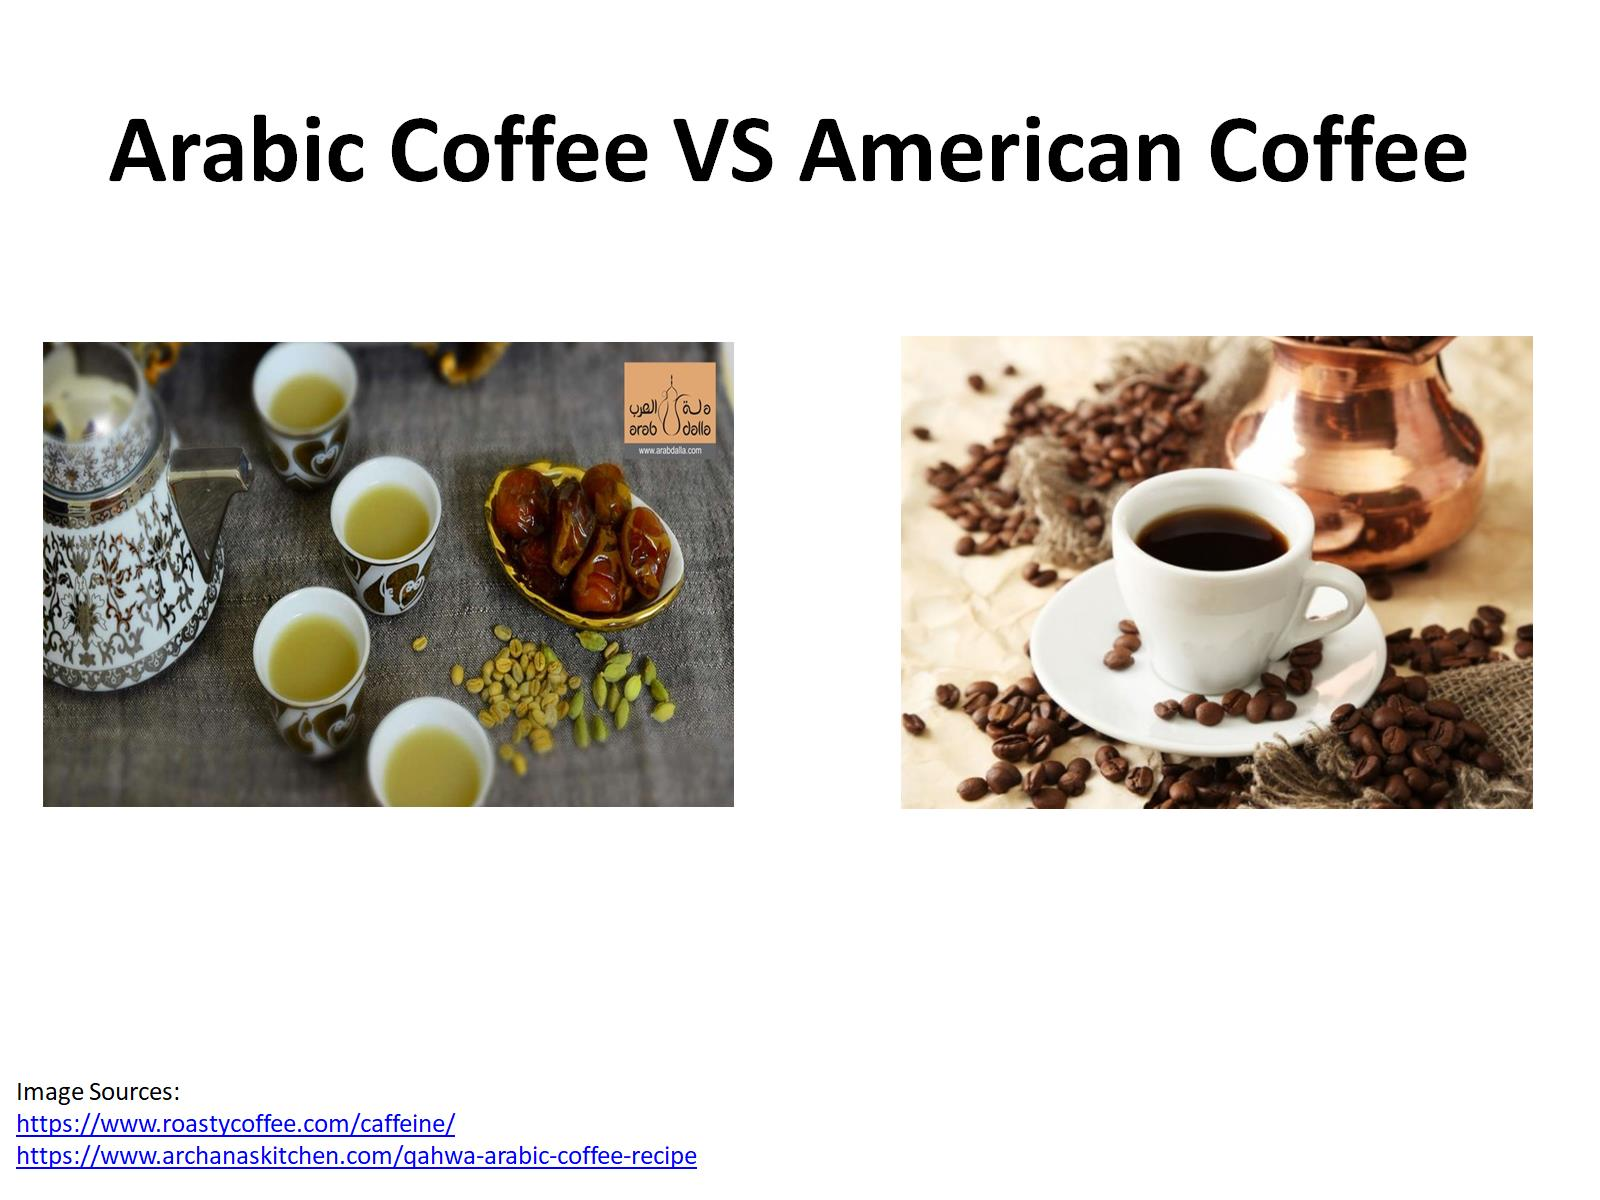 Arabic Coffee VS American Coffee
دلة العرب
arab dalla
www.arabdalla.com
Image Sources:
https://www.roastycoffee.com/caffeine/
https://www.archanaskitchen.com/qahwa-arabic-coffee-recipe